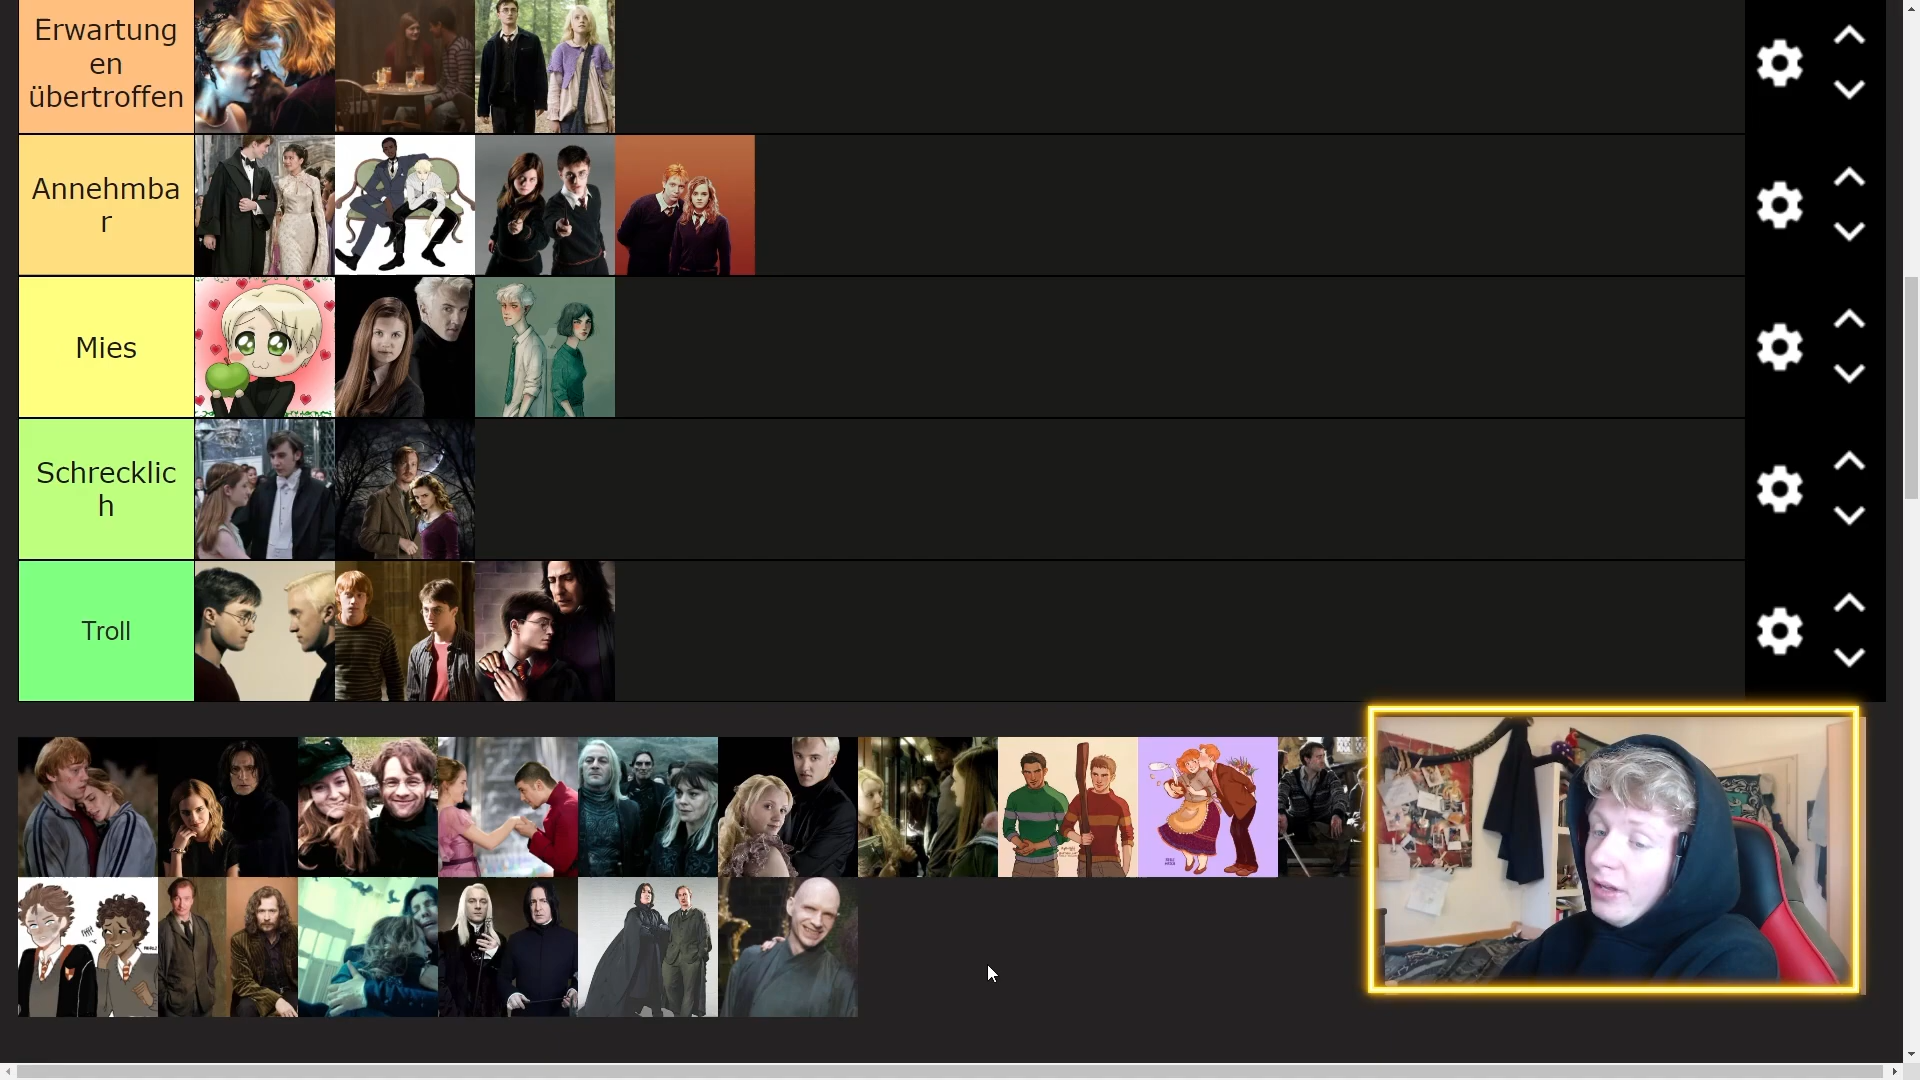 Erwartung
en
übertroffen
Annehmba
r
Mies
Schrecklic
h
Troll